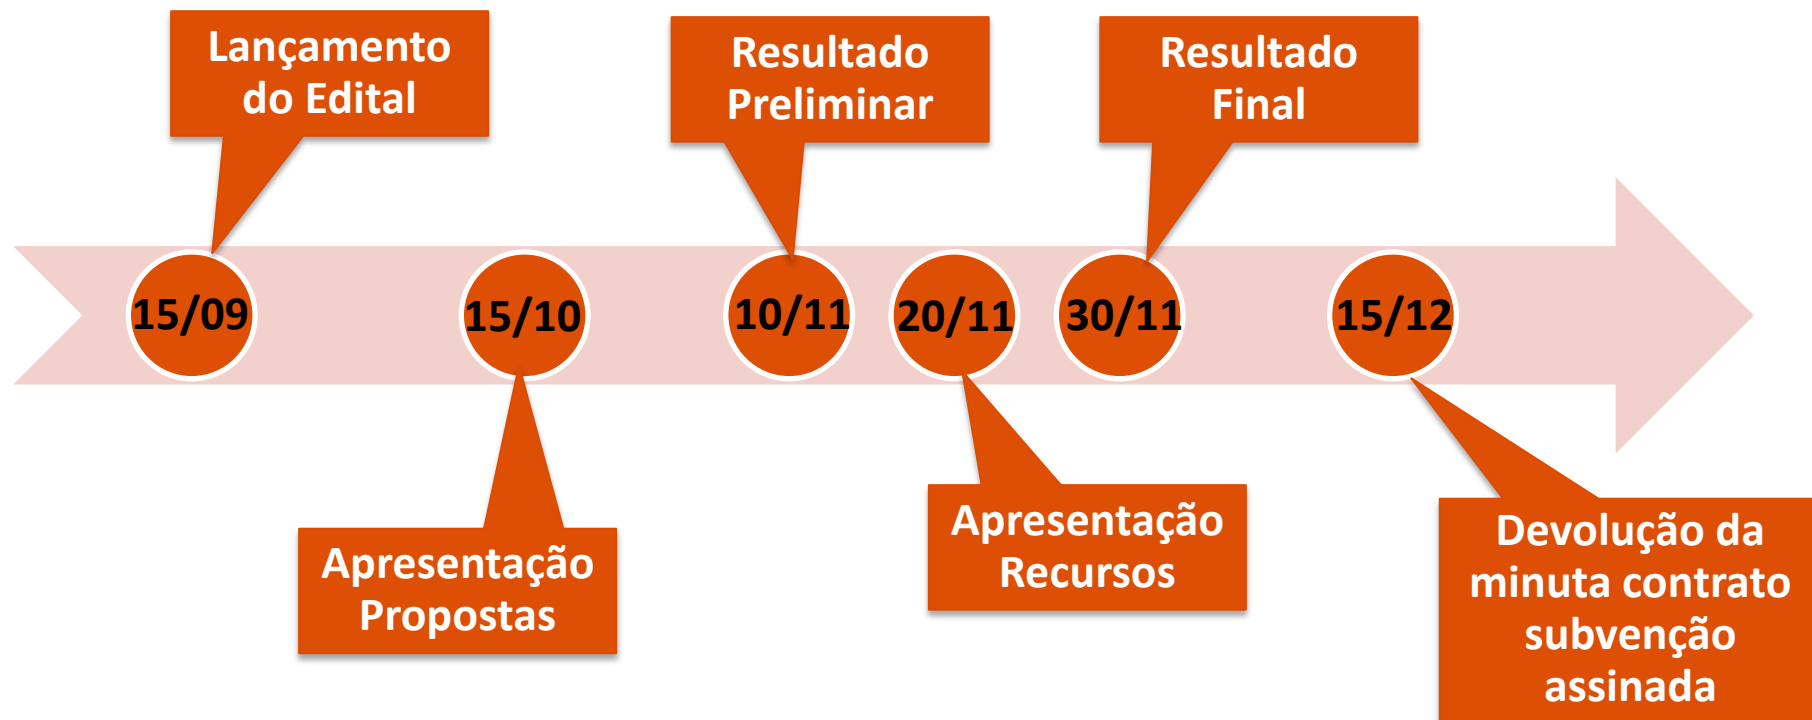 Lançamento
do Edital
Resultado
Preliminar
Resultado
Final
15/09
15/10
10/11
20/11
30/11
15/12
Apresentação
Propostas
Apresentação
Recursos
Devolução da
minuta contrato
subvenção
assinada